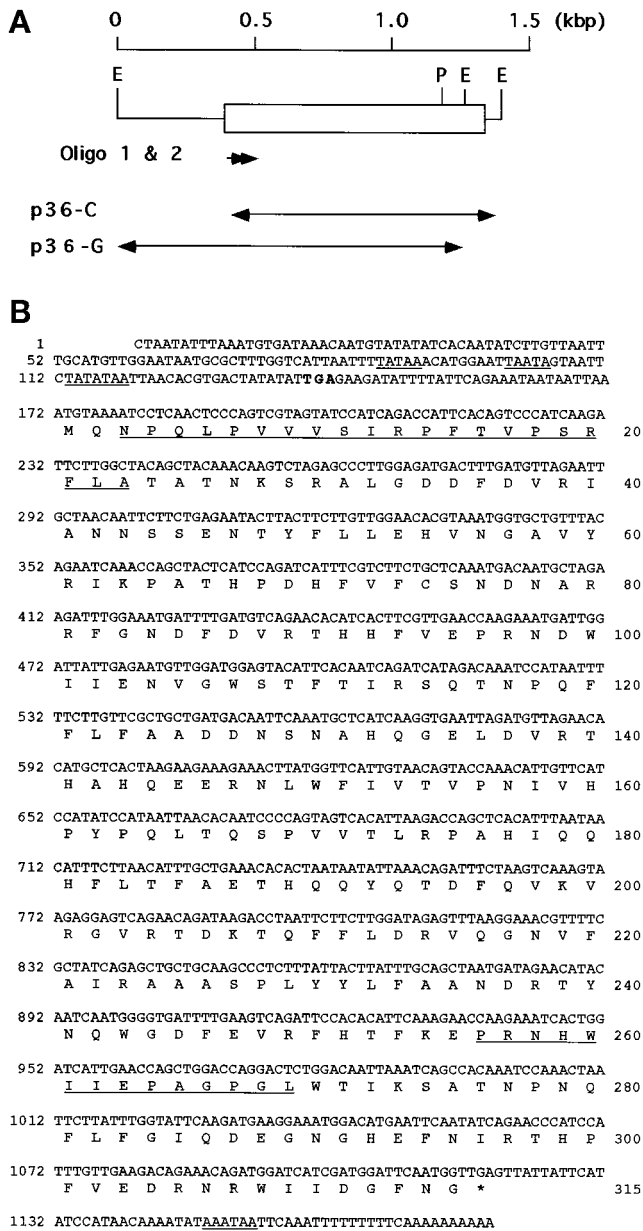 A
0 0.5 1.0 1.5 (kbp)
E P E E
Oligo 1 & 2
p36-C
p36-G
B
1 CTAATATTTAAATGTGATAAACAATGTATATATCACAATATCTTGTTAATT
52 TGCATGTTGGAATAATGCGCTTTGGTCATTAATTTTATAAACATGGAATTAATAGTAATT
112 CTATATAATTAACACGTGACTATATATTGAGAAGATATTTTATTCAGAAATAATAATTAA
172 ATGTAAAATCCTCAACTCCCAGTCGTAGTATCCATCAGACCATTCACAGTCCCATCAAGA
M Q N P Q L P V V V S I R P F T V P S R 20
232 TTCTTGGCTACAGCTACAAACAAGTCTAGAGCCCTTGGAGATGACTTTGATGTTAGAATT
F L A T A T N K S R A L G D D F D V R I 40
292 GCTAACAATTCTTCTGAGAATACTTACTTCTTGTTGGAACACGTAAATGGTGCTGTTTAC
A N N S S E N T Y F L L E H V N G A V Y 60
352 AGAATCAAACCAGCTACTCATCCAGATCATTTCGTCTTCTGCTCAAATGACAATGCTAGA
R I K P A T H P D H F V F C S N D N A R 80
412 AGATTTGGAAATGATTTTGATGTCAGAACACATCACTTCGTTGAACCAAGAAATGATTGG
R F G N D F D V R T H H F V E P R N D W 100
472 ATTATTGAGAATGTTGGATGGAGTACATTCACAATCAGATCATAGACAAATCCATAATTT
I I E N V G W S T F T I R S Q T N P Q F 120
532 TTCTTGTTCGCTGCTGATGACAATTCAAATGCTCATCAAGGTGAATTAGATGTTAGAACA
F L F A A D D N S N A H Q G E L D V R T 140
592 CATGCTCACTAAGAAGAAAGAAACTTATGGTTCATTGTAACAGTACCAAACATTGTTCAT
H A H Q E E R N L W F I V T V P N I V H 160
652 CCATATCCATAATTAACACAATCCCCAGTAGTCACATTAAGACCAGCTCACATTTAATAA
P Y P Q L T Q S P V V T L R P A H I Q Q 180
712 CATTTCTTAACATTTGCTGAAACACACTAATAATATTAAACAGATTTCTAAGTCAAAGTA
H F L T F A E T H Q Q Y Q T D F Q V K V 200
772 AGAGGAGTCAGAACAGATAAGACCTAATTCTTCTTGGATAGAGTTTAAGGAAACGTTTTC
R G V R T D K T Q F F L D R V Q G N V F 220
832 GCTATCAGAGCTGCTGCAAGCCCTCTTTATTACTTATTTGCAGCTAATGATAGAACATAC
A I R A A A S P L Y Y L F A A N D R T Y 240
892 AATCAATGGGGTGATTTTGAAGTCAGATTCCACACATTCAAAGAACCAAGAAATCACTGG
N Q W G D F E V R F H T F K E P R N H W 260
952 ATCATTGAACCAGCTGGACCAGGACTCTGGACAATTAAATCAGCCACAAATCCAAACTAA
I I E P A G P G L W T I K S A T N P N Q 280
1012 TTCTTATTTGGTATTCAAGATGAAGGAAATGGACATGAATTCAATATCAGAACCCATCCA
F L F G I Q D E G N G H E F N I R T H P 300
1072 TTTGTTGAAGACAGAAACAGATGGATCATCGATGGATTCAATGGTTGAGTTATTATTCAT
F V E D R N R W I I D G F N G * 315
1132 ATCCATAACAAAATATAAATAATTCAAATTTTTTTTTCAAAAAAAAAA